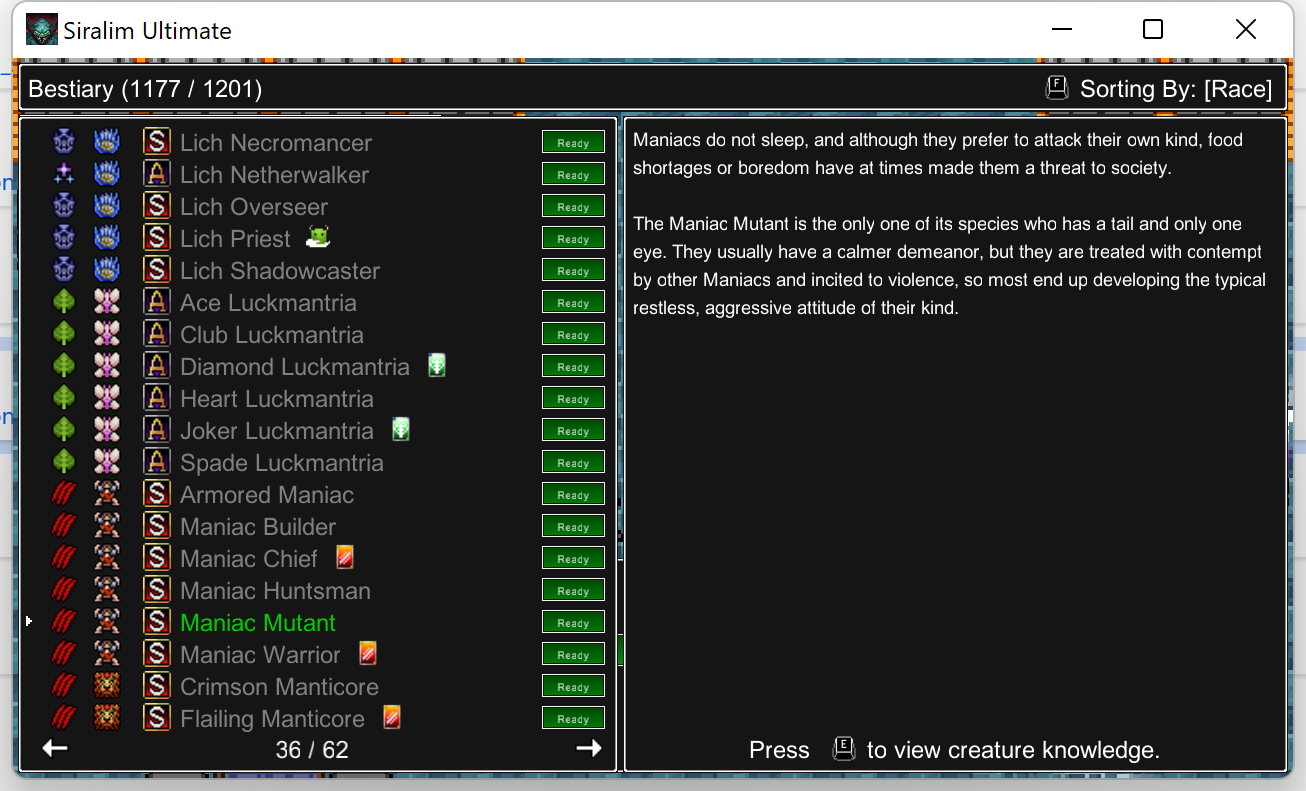 Siralim Ultimate
Bestiary (1177 / 1201)
F Sorting By: [Race]
S Lich Necromancer Ready
A Lich Netherwalker Ready
S Lich Overseer Ready
S Lich Priest Ready
S Lich Shadowcaster Ready
A Ace Luckmantria Ready
A Club Luckmantria Ready
A Diamond Luckmantria Ready
A Heart Luckmantria Ready
A Joker Luckmantria Ready
A Spade Luckmantria Ready
S Armored Maniac Ready
S Maniac Builder Ready
S Maniac Chief Ready
S Maniac Huntsman Ready
S Maniac Mutant Ready
S Maniac Warrior Ready
S Crimson Manticore Ready
S Flailing Manticore Ready
36 / 62
Maniacs do not sleep, and although they prefer to attack their own kind, food
shortages or boredom have at times made them a threat to society.
The Maniac Mutant is the only one of its species who has a tail and only one
eye. They usually have a calmer demeanor, but they are treated with contempt
by other Maniacs and incited to violence, so most end up developing the typical
restless, aggressive attitude of their kind.
Press E to view creature knowledge.
on
on